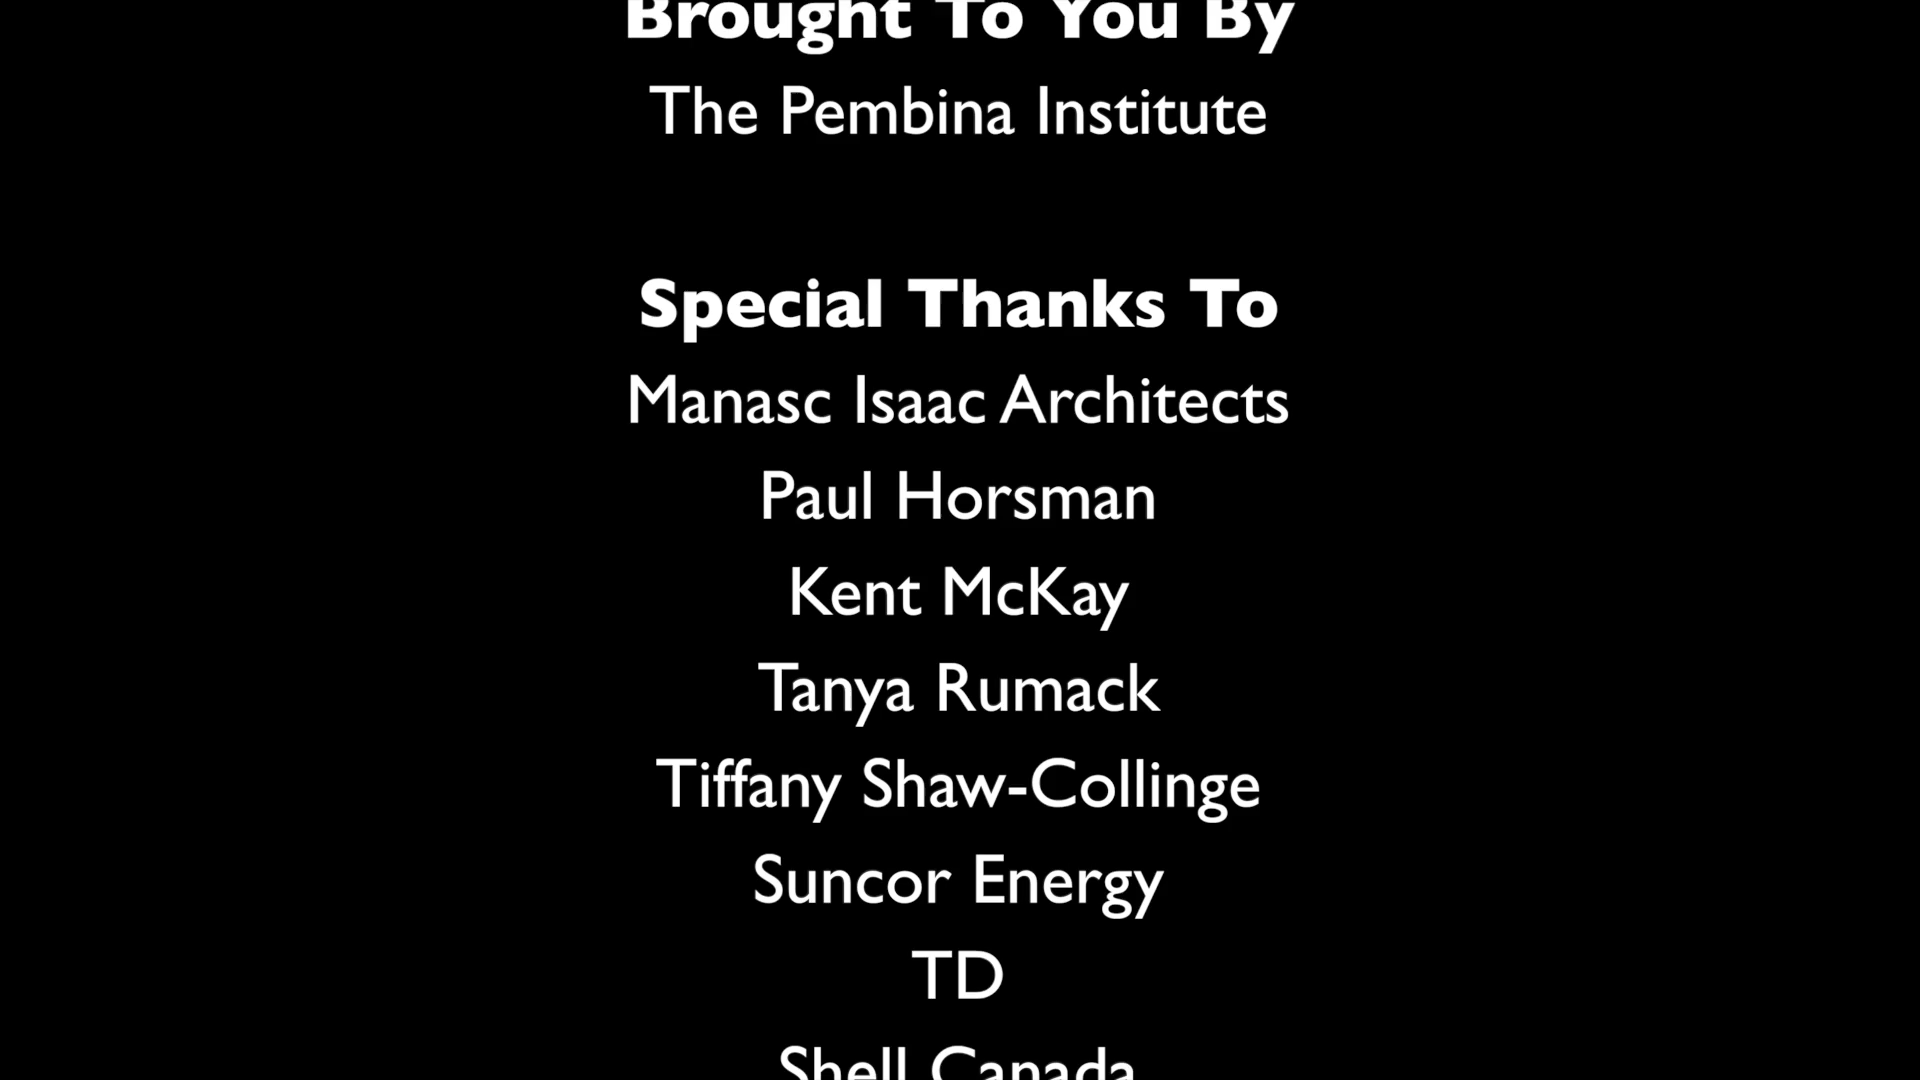 Brought To You By
The Pembina Institute
Special Thanks To
Manasc Isaac Architects
Paul Horsman
Kent McKay
Tanya Rumack
Tiffany Shaw-Collinge
Suncor Energy
TD
Shell Canada